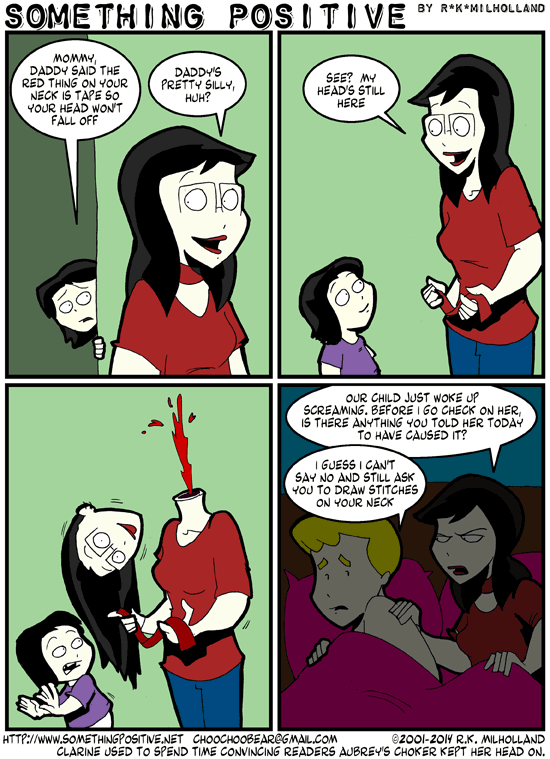 SOMETHING POSITIVE BY R*K*MILHOLLAND
MOMMY,
DADDY SAID THE
RED THING ON YOUR
NECK IS TAPE SO
YOUR HEAD WON'T
FALL OFF
DADDY'S
PRETTY SILLY,
HUH?
SEE? MY
HEAD'S STILL
HERE
OUR CHILD JUST WOKE UP
SCREAMING. BEFORE I GO CHECK ON HER,
IS THERE ANYTHING YOU TOLD HER TODAY
TO HAVE CAUSED IT?
I GUESS I CAN'T
SAY NO AND STILL ASK
YOU TO DRAW STITCHES
ON YOUR NECK
HTTP://WWW.SOMETHINGPOSITIVE.NET CHOOCHOOBEAR@GMAIL.COM ©2001-2014 R.K. MILHOLLAND
CLARINE USED TO SPEND TIME CONVINCING READERS AUBREY'S CHOKER KEPT HER HEAD ON.